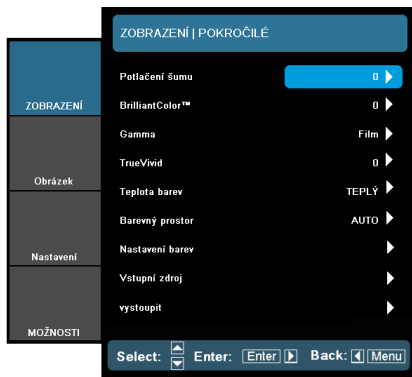 ZOBRAZENÍ | POKROČILÉ
ZOBRAZENÍ
Obrázek
Nastavení
MOŽNOSTI
Potlačení šumu 0
BrilliantColor™ 0
Gamma Film
TrueVivid 0
Teplota barev TEPLÝ
Barevný prostor AUTO
Nastavení barev
Vstupní zdroj
vystoupit
Select: Enter: Enter Back: Menu